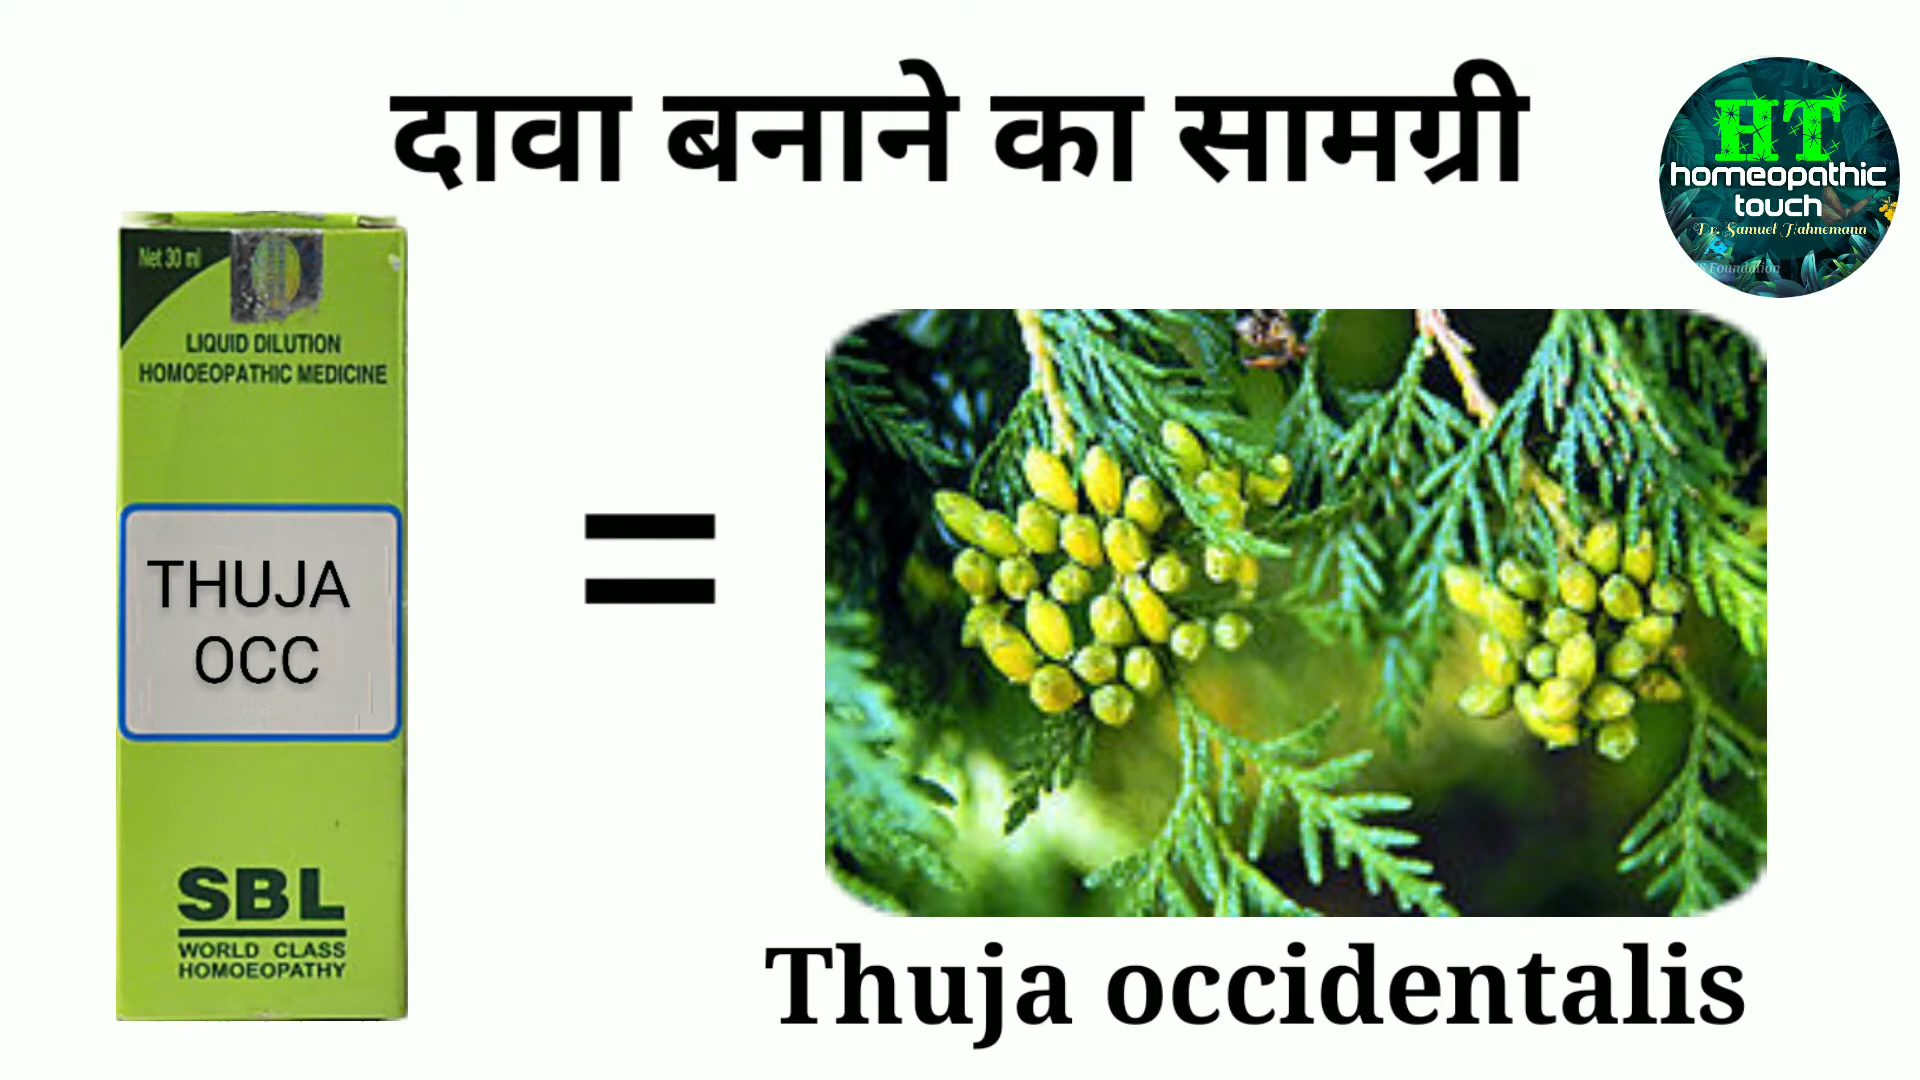 दावा बनाने का सामग्री
HT
homeopathic
touch
Dr. Samuel Hahnemann
Foundation
Net 30 ml
LIQUID DILUTION
HOMOEOPATHIC MEDICINE
THUJA
OCC
=
SBL
WORLD CLASS
HOMOEOPATHY
Thuja occidentalis